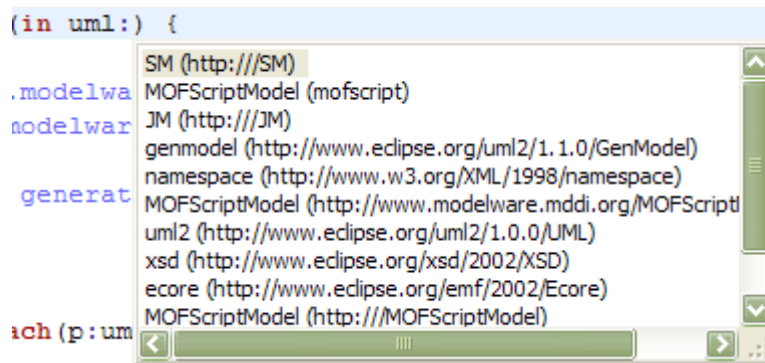 (in uml:) {
SM (http:///SM)
.modelwa MOFScriptModel (mofscript)
modelwar JM (http:///JM)
genmodel (http://www.eclipse.org/uml2/1.1.0/GenModel)
generat namespace (http://www.w3.org/XML/1998/namespace)
MOFScriptModel (http://www.modelware.mddi.org/MOFScript
uml2 (http://www.eclipse.org/uml2/1.0.0/UML)
xsd (http://www.eclipse.org/xsd/2002/XSD)
ecore (http://www.eclipse.org/emf/2002/Ecore)
ach(p:um MOFScriptModel (http:///MOFScriptModel)